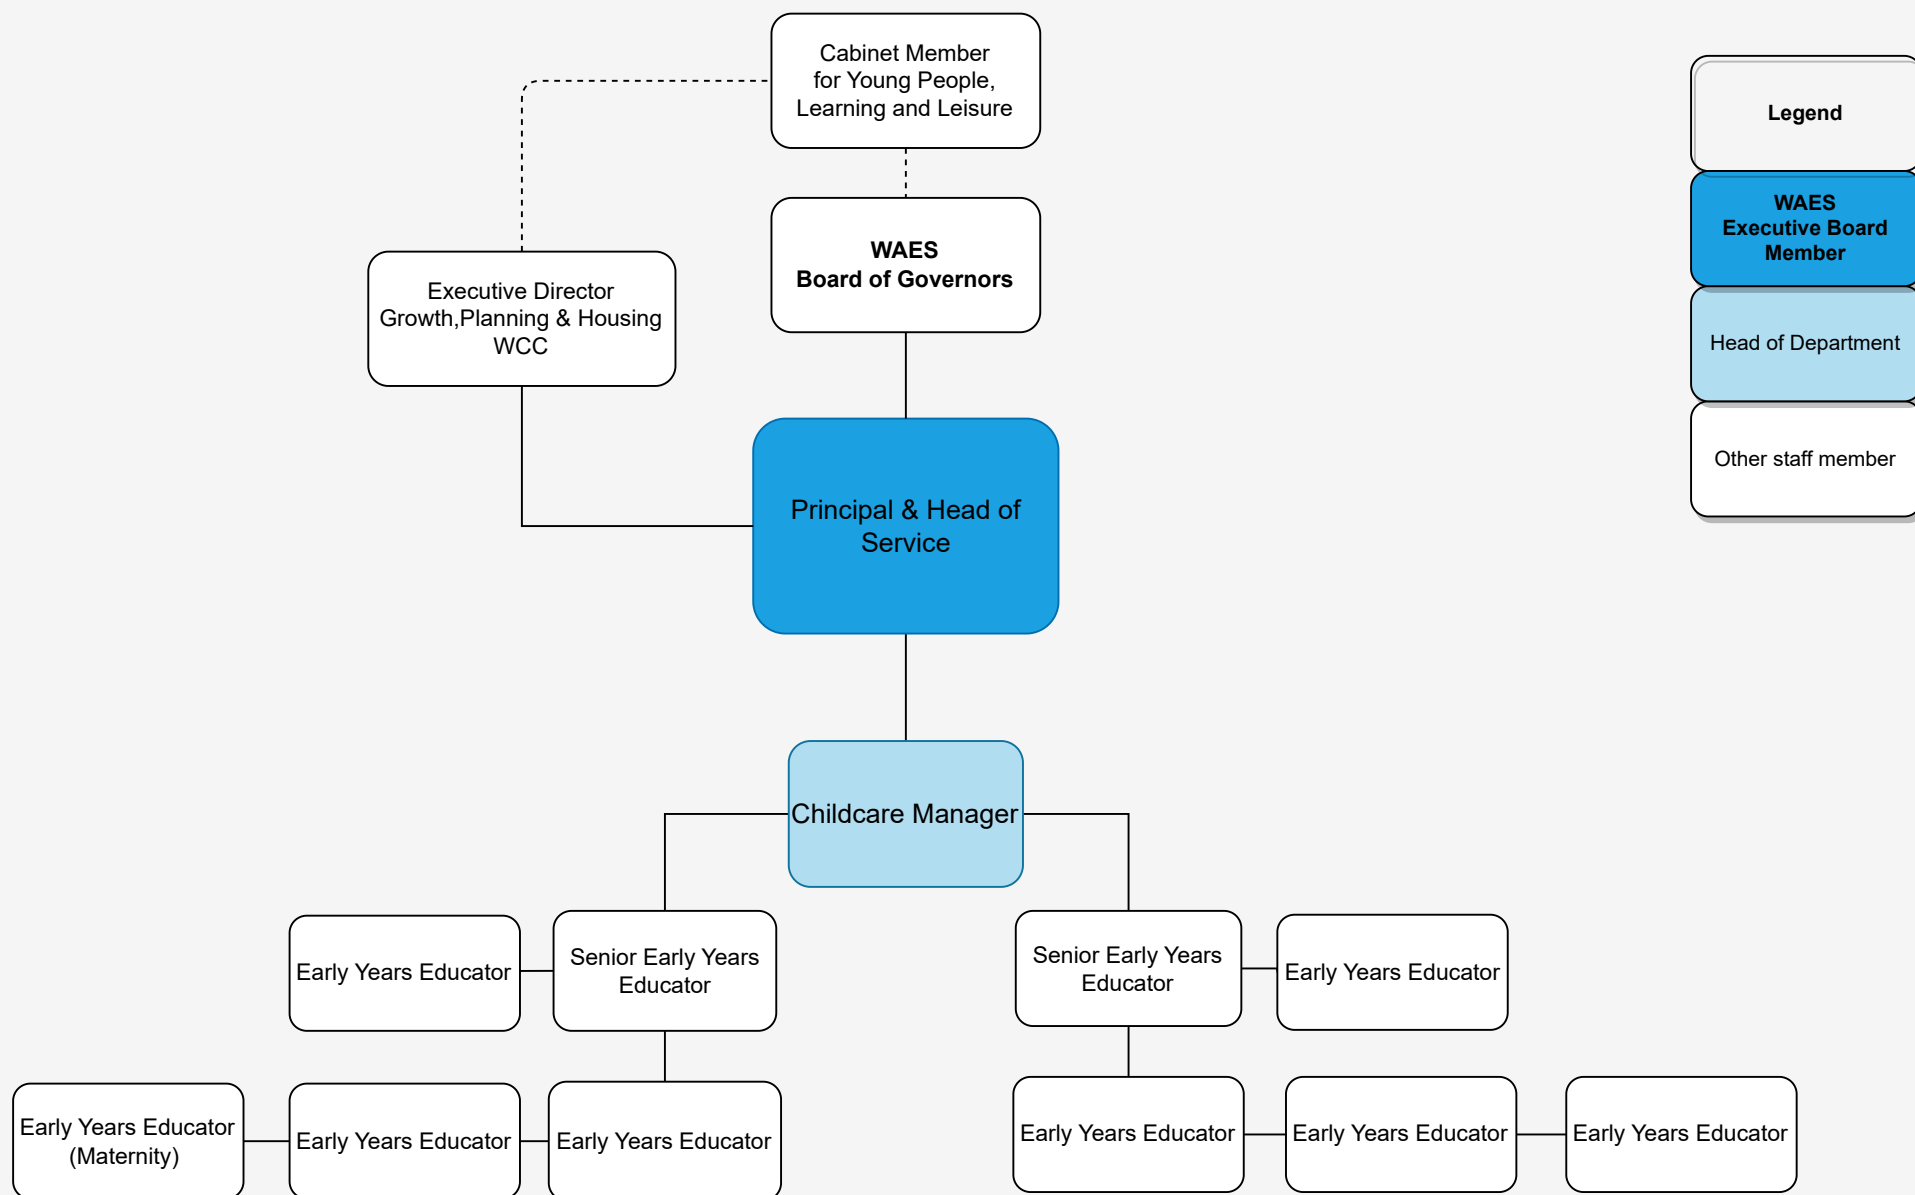 Cabinet Member
for Young People,
Learning and Leisure
Legend
WAES
Executive Board
Member
Head of Department
Other staff member
WAES
Board of Governors
Executive Director
Growth,Planning & Housing
WCC
Principal & Head of
Service
Childcare Manager
Early Years Educator
Senior Early Years
Educator
Senior Early Years
Educator
Early Years Educator
Early Years Educator
(Maternity)
Early Years Educator
Early Years Educator
Early Years Educator
Early Years Educator
Early Years Educator